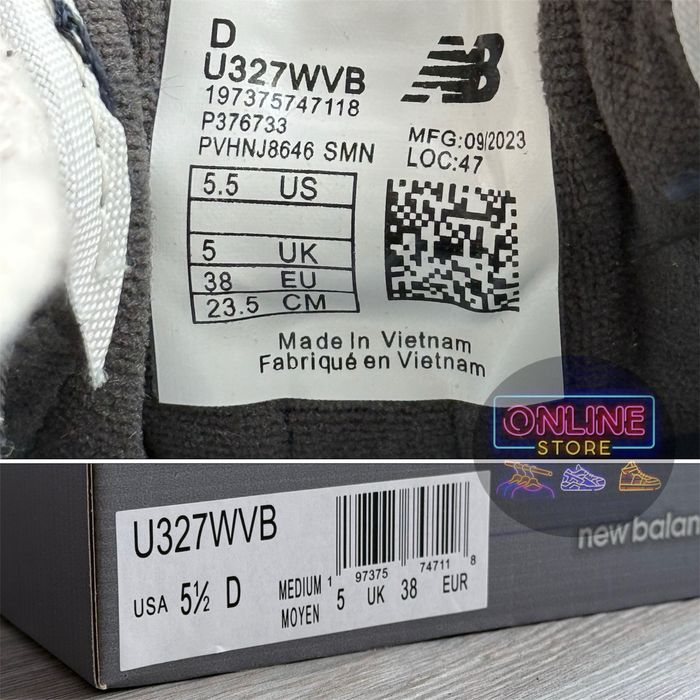 D
U327WVB
197375747118
P376733
PVHNJ8646 SMN
NB
MFG:09/2023
LOC:47
5.5 US
5 UK
38 EU
23.5 CM
Made In Vietnam
Fabriqué en Vietnam
ONLINE
STORE
U327WVB
USA 5½ D
MEDIUM
MOYEN
1 97375 74711 8
5 UK 38 EUR
new balan